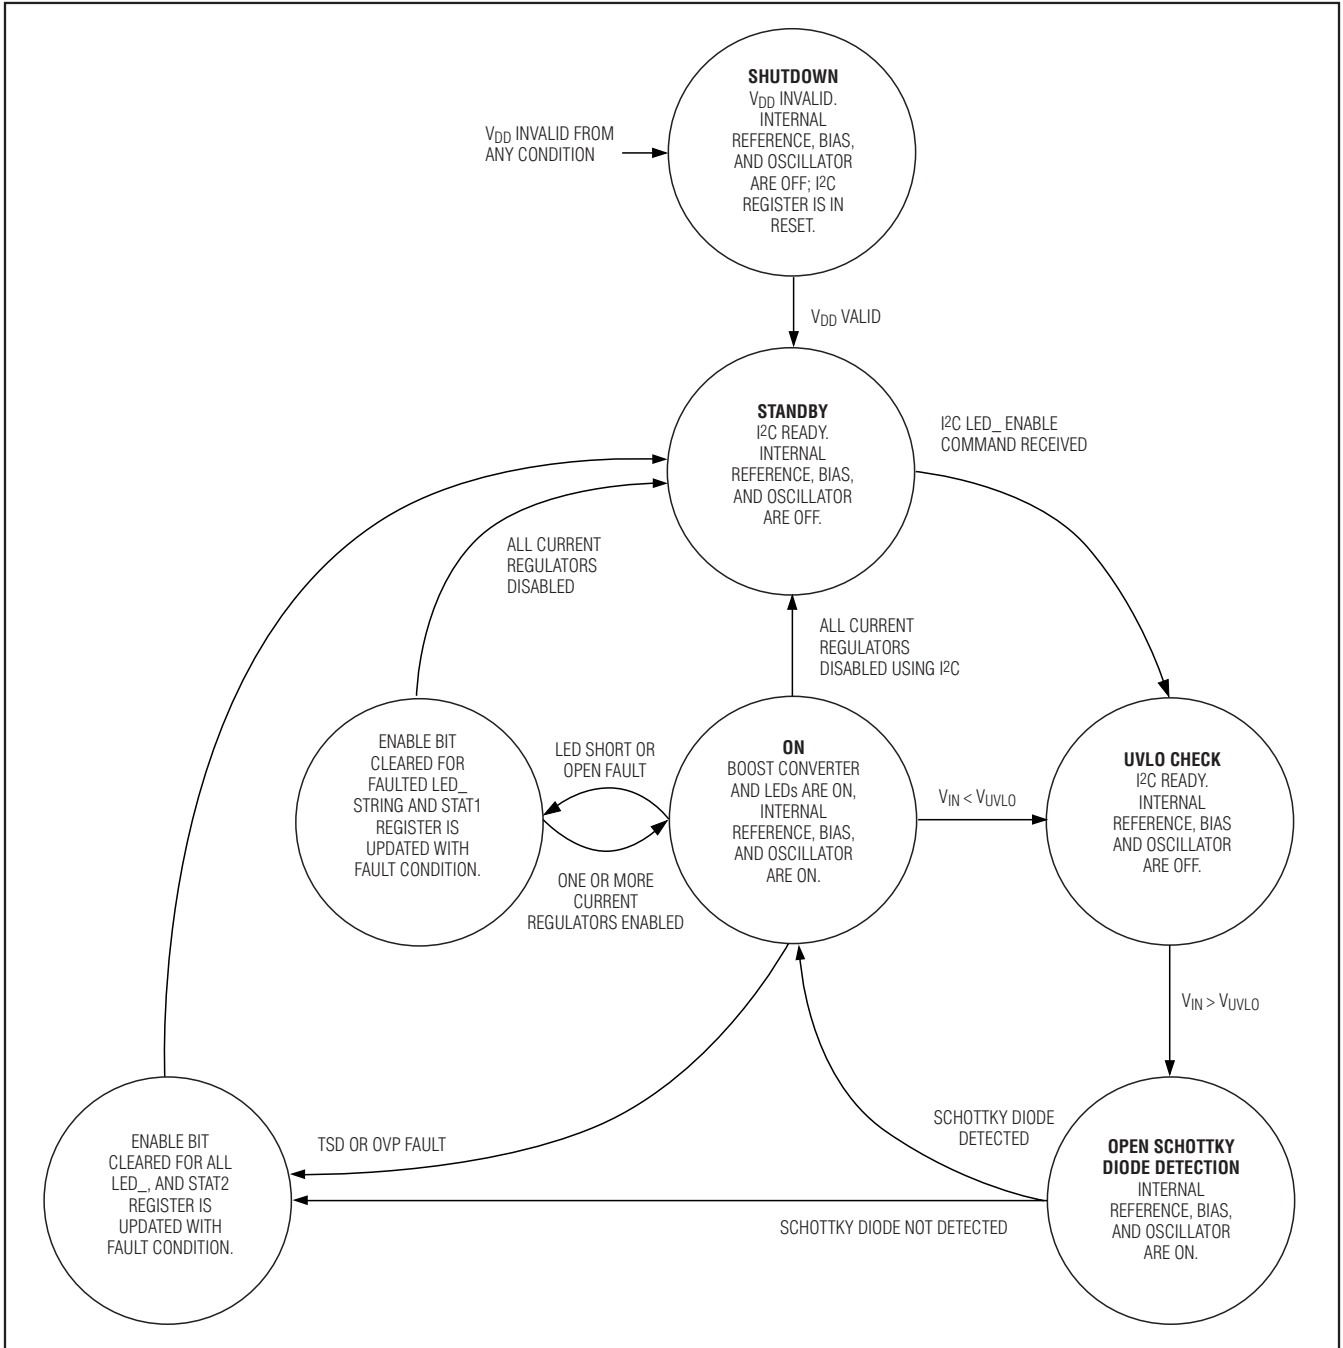 SHUTDOWN
VDD INVALID.
INTERNAL
REFERENCE, BIAS,
AND OSCILLATOR
ARE OFF; I2C
REGISTER IS IN
RESET.
VDD INVALID FROM
ANY CONDITION
VDD VALID
STANDBY
I2C READY.
INTERNAL
REFERENCE, BIAS,
AND OSCILLATOR
ARE OFF.
I2C LED_ ENABLE
COMMAND RECEIVED
ALL CURRENT
REGULATORS
DISABLED
ALL CURRENT
REGULATORS
DISABLED USING I2C
ENABLE BIT
CLEARED FOR
FAULTED LED_
STRING AND STAT1
REGISTER IS
UPDATED WITH
FAULT CONDITION.
LED SHORT OR
OPEN FAULT
ONE OR MORE
CURRENT
REGULATORS ENABLED
ON
BOOST CONVERTER
AND LEDs ARE ON,
INTERNAL
REFERENCE, BIAS,
AND OSCILLATOR
ARE ON.
VIN < VUVLO
UVLO CHECK
I2C READY.
INTERNAL
REFERENCE, BIAS
AND OSCILLATOR
ARE OFF.
VIN > VUVLO
ENABLE BIT
CLEARED FOR ALL
LED_, AND STAT2
REGISTER IS
UPDATED WITH
FAULT CONDITION.
TSD OR OVP FAULT
SCHOTTKY DIODE
DETECTED
SCHOTTKY DIODE NOT DETECTED
OPEN SCHOTTKY
DIODE DETECTION
INTERNAL
REFERENCE, BIAS,
AND OSCILLATOR
ARE ON.